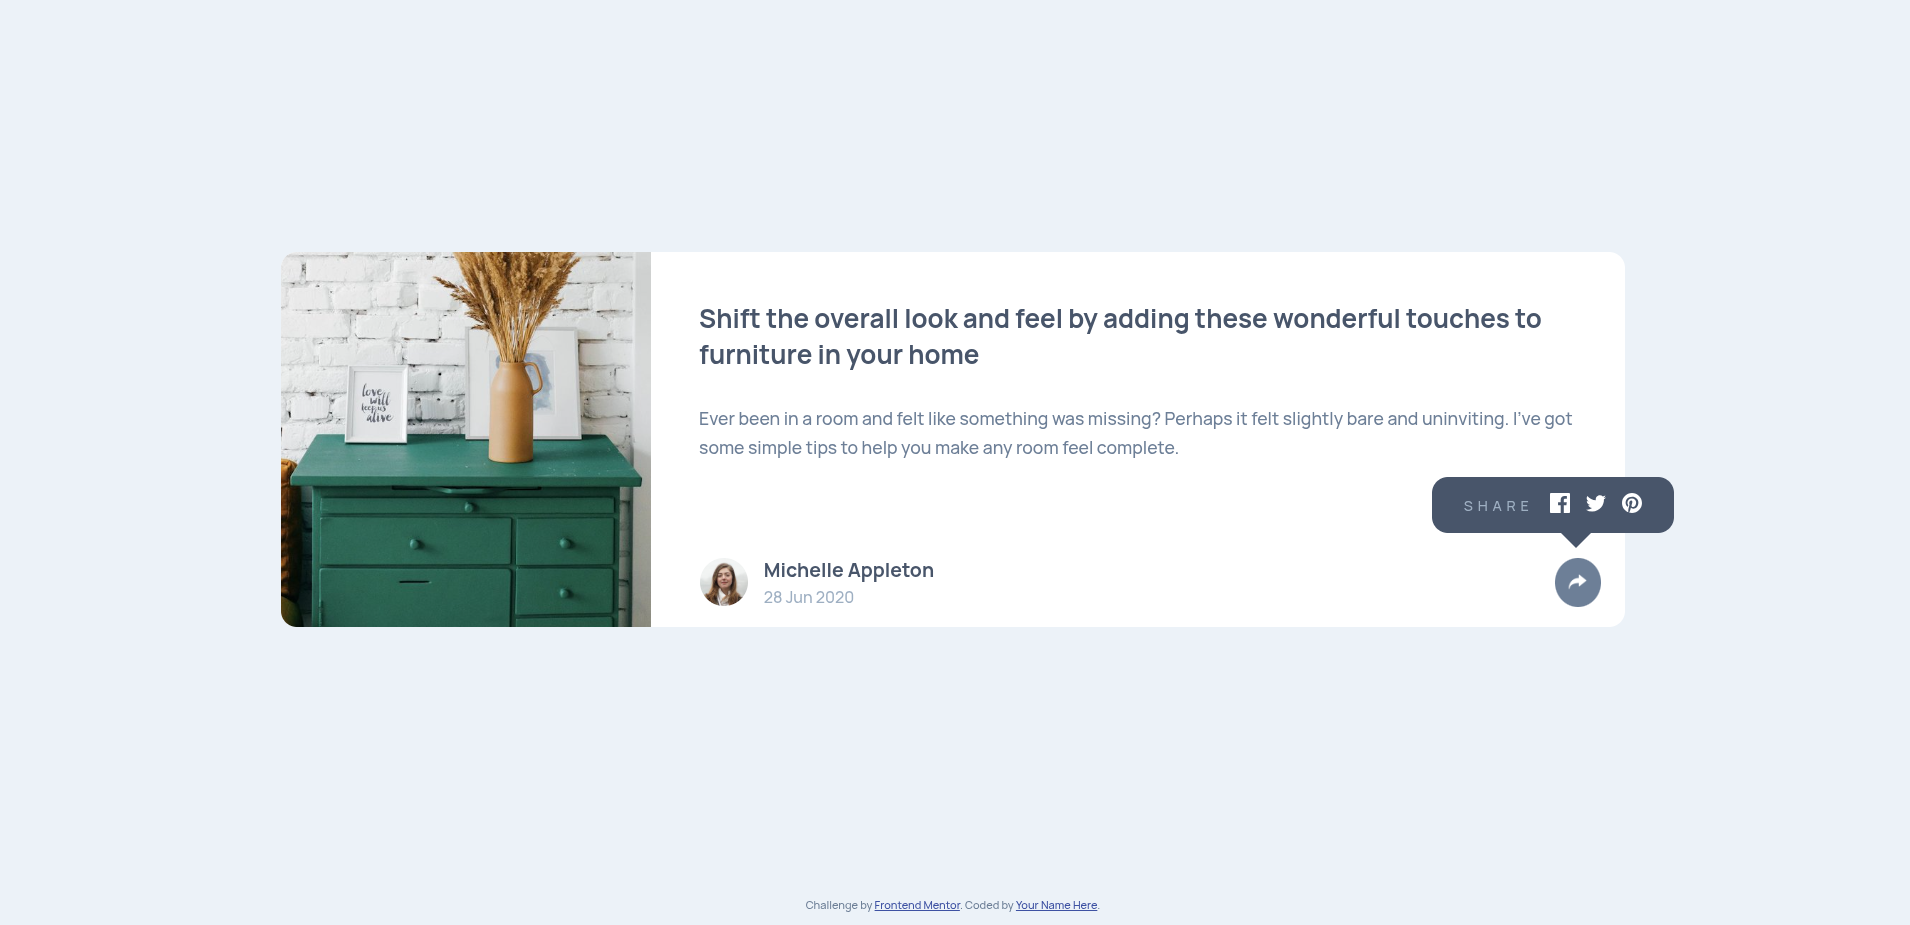 love
will
keep us
alive
Shift the overall look and feel by adding these wonderful touches to
furniture in your home
Ever been in a room and felt like something was missing? Perhaps it felt slightly bare and uninviting. I've got
some simple tips to help you make any room feel complete.
SHARE
Michelle Appleton
28 Jun 2020
Challenge by Frontend Mentor. Coded by Your Name Here.